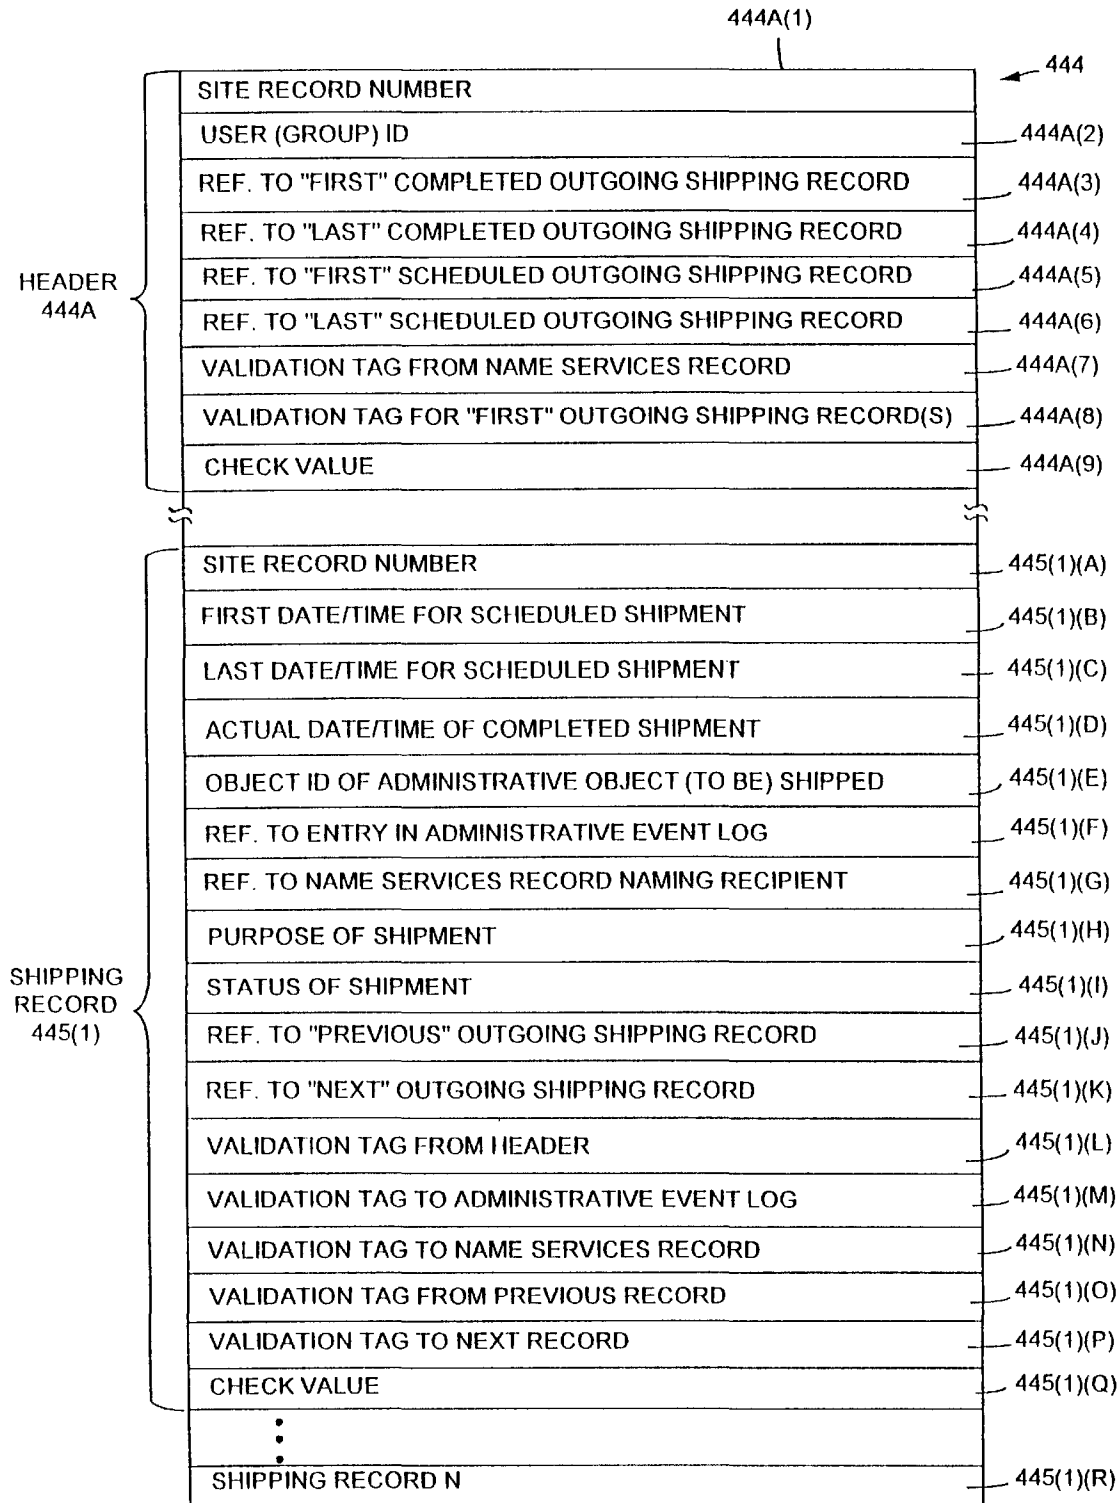 444A(1)
444
SITE RECORD NUMBER
USER (GROUP) ID 444A(2)
REF. TO "FIRST" COMPLETED OUTGOING SHIPPING RECORD 444A(3)
REF. TO "LAST" COMPLETED OUTGOING SHIPPING RECORD 444A(4)
REF. TO "FIRST" SCHEDULED OUTGOING SHIPPING RECORD 444A(5)
HEADER
444A
REF. TO "LAST" SCHEDULED OUTGOING SHIPPING RECORD 444A(6)
VALIDATION TAG FROM NAME SERVICES RECORD 444A(7)
VALIDATION TAG FOR "FIRST" OUTGOING SHIPPING RECORD(S) 444A(8)
CHECK VALUE 444A(9)
SITE RECORD NUMBER 445(1)(A)
FIRST DATE/TIME FOR SCHEDULED SHIPMENT 445(1)(B)
LAST DATE/TIME FOR SCHEDULED SHIPMENT 445(1)(C)
ACTUAL DATE/TIME OF COMPLETED SHIPMENT 445(1)(D)
OBJECT ID OF ADMINISTRATIVE OBJECT (TO BE) SHIPPED 445(1)(E)
REF. TO ENTRY IN ADMINISTRATIVE EVENT LOG 445(1)(F)
REF. TO NAME SERVICES RECORD NAMING RECIPIENT 445(1)(G)
PURPOSE OF SHIPMENT 445(1)(H)
SHIPPING
RECORD
445(1)
STATUS OF SHIPMENT 445(1)(I)
REF. TO "PREVIOUS" OUTGOING SHIPPING RECORD 445(1)(J)
REF. TO "NEXT" OUTGOING SHIPPING RECORD 445(1)(K)
VALIDATION TAG FROM HEADER 445(1)(L)
VALIDATION TAG TO ADMINISTRATIVE EVENT LOG 445(1)(M)
VALIDATION TAG TO NAME SERVICES RECORD 445(1)(N)
VALIDATION TAG FROM PREVIOUS RECORD 445(1)(O)
VALIDATION TAG TO NEXT RECORD 445(1)(P)
CHECK VALUE 445(1)(Q)
SHIPPING RECORD N 445(1)(R)